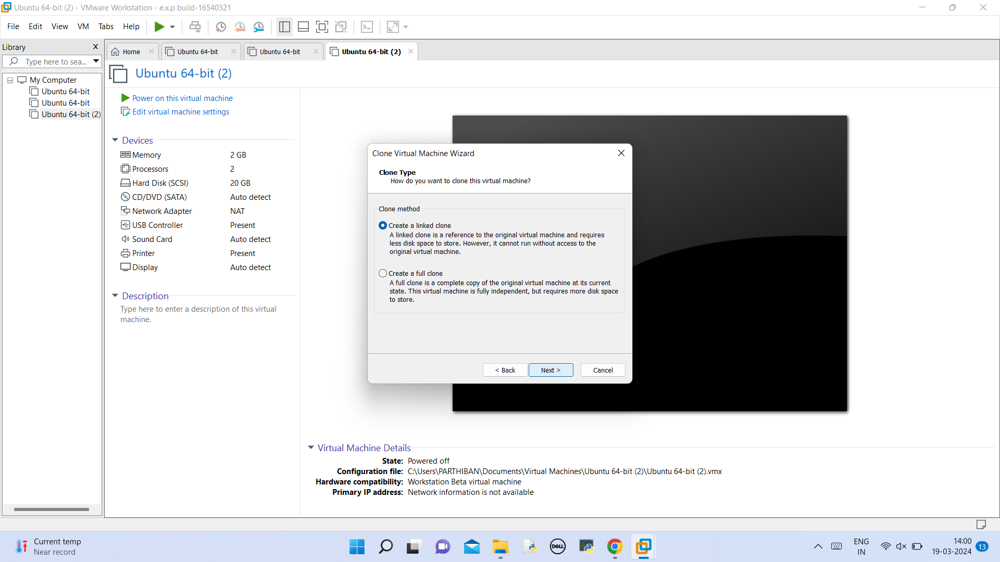 Ubuntu 64-bit (2) - VMware Workstation - e.x.p build-16540321
File Edit View VM Tabs Help
Library
Type here to sea...
My Computer
Ubuntu 64-bit
Ubuntu 64-bit
Ubuntu 64-bit (2)
Home
Ubuntu 64-bit
Ubuntu 64-bit
Ubuntu 64-bit (2)
Ubuntu 64-bit (2)
Power on this virtual machine
Edit virtual machine settings
Devices
Memory 2 GB
Processors 2
Hard Disk (SCSI) 20 GB
CD/DVD (SATA) Auto detect
Network Adapter NAT
USB Controller Present
Sound Card Auto detect
Printer Present
Display Auto detect
Description
Type here to enter a description of this virtual
machine.
Clone Virtual Machine Wizard
Clone Type
How do you want to clone this virtual machine?
Clone method
Create a linked clone
A linked clone is a reference to the original virtual machine and requires
less disk space to store. However, it cannot run without access to the
original virtual machine.
Create a full clone
A full clone is a complete copy of the original virtual machine at its current
state. This virtual machine is fully independent, but requires more disk space
to store.
< Back Next > Cancel
Virtual Machine Details
State: Powered off
Configuration file: C:\Users\PARTHIBAN\Documents\Virtual Machines\Ubuntu 64-bit (2)\Ubuntu 64-bit (2).vmx
Hardware compatibility: Workstation Beta virtual machine
Primary IP address: Network information is not available
Current temp
Near record
DELL
ENG
IN
14:00
19-03-2024
13